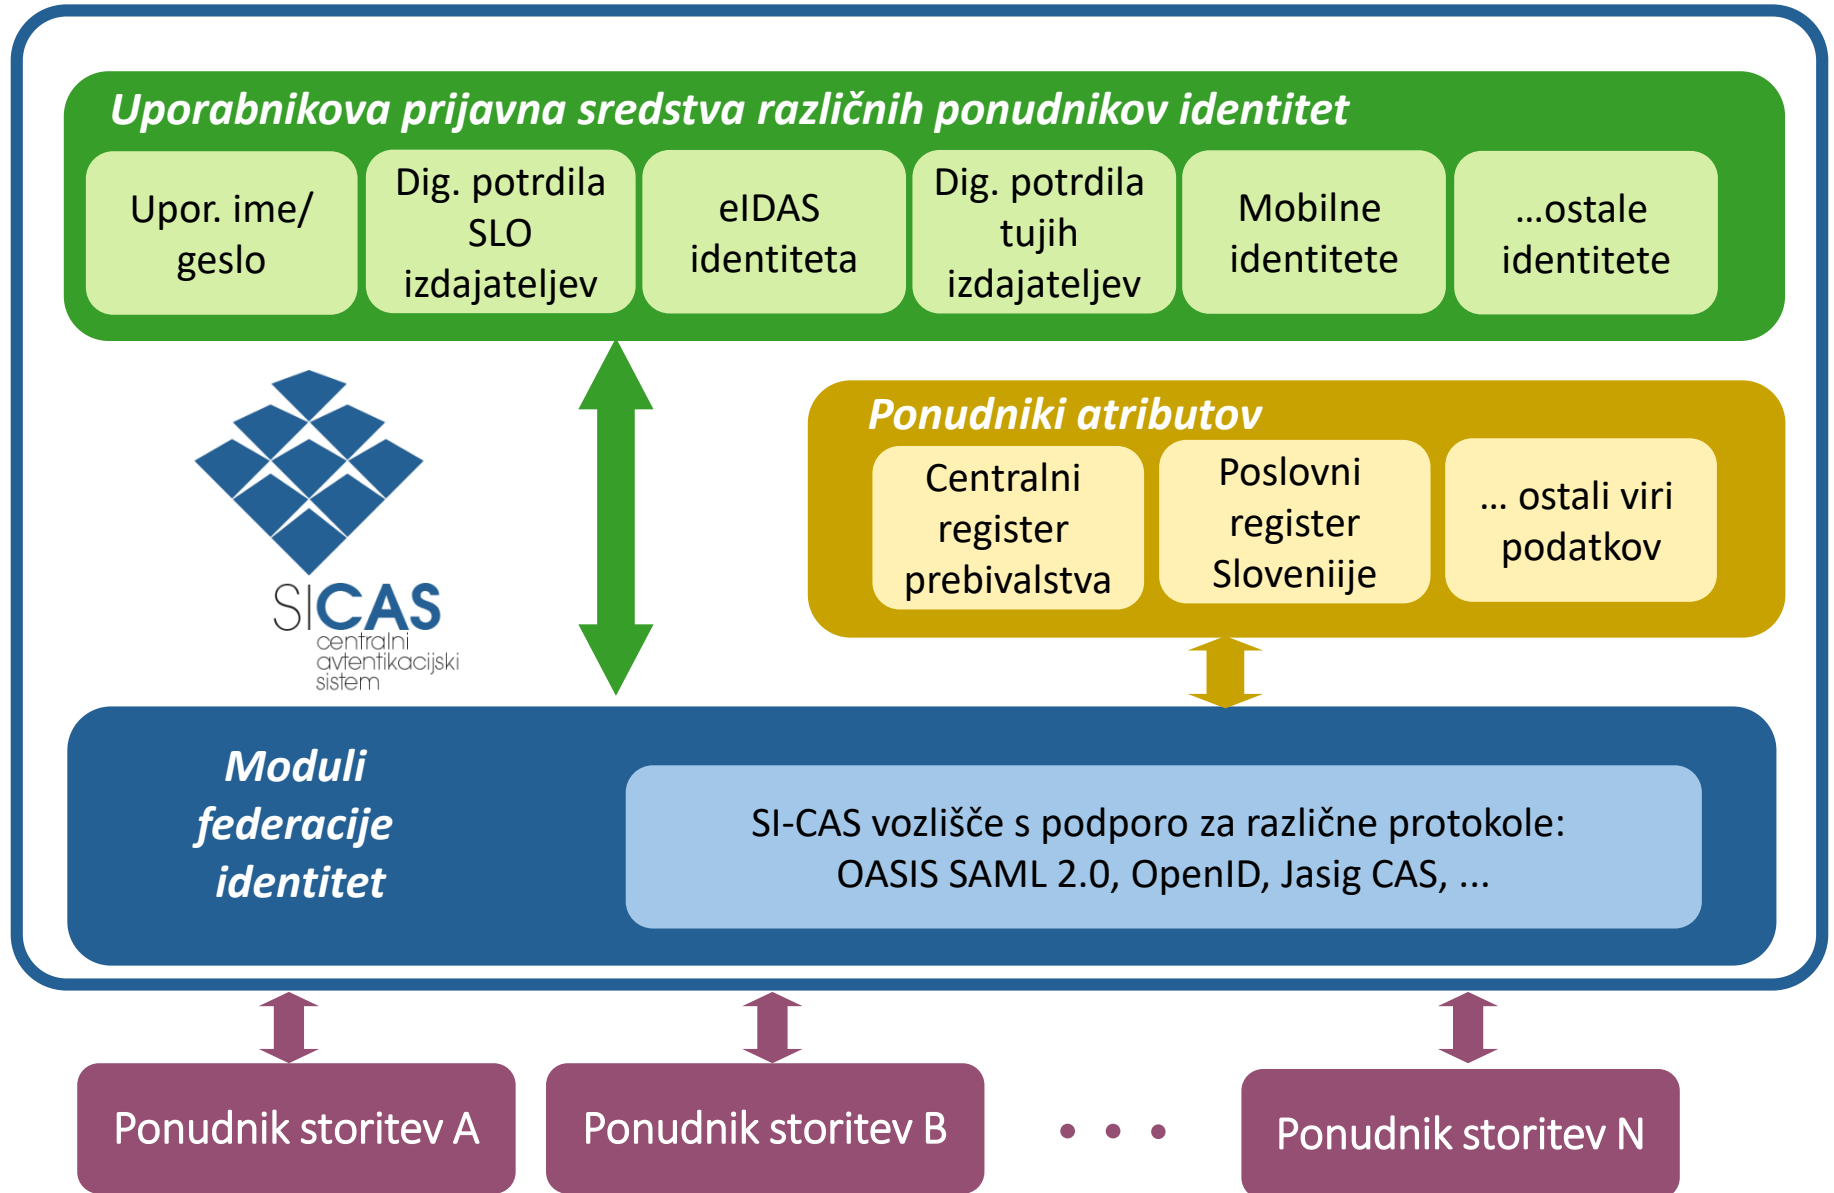 Uporabnikova prijavna sredstva različnih ponudnikov identitet
Upor. ime/
geslo
Dig. potrdila
SLO
izdajateljev
eIDAS
identiteta
Dig. potrdila
tujih
izdajateljev
Mobilne
identitete
...ostale
identitete
SICAS
centralni
avtentikacijski
sistem
Ponudniki atributov
Centralni
register
prebivalstva
Poslovni
register
Sloveniije
... ostali viri
podatkov
Moduli
federacije
identitet
SI-CAS vozlišče s podporo za različne protokole:
OASIS SAML 2.0, OpenID, Jasig CAS, ...
Ponudnik storitev A
Ponudnik storitev B
• • •
Ponudnik storitev N